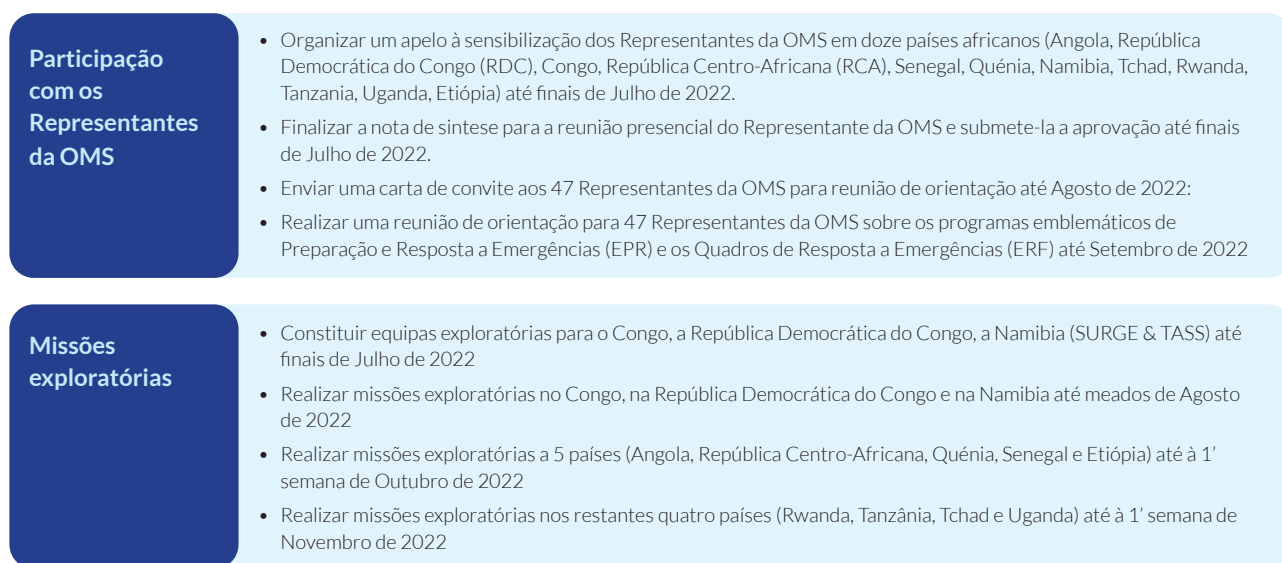 Participação
com os
Representantes
da OMS
• Organizar um apelo à sensibilização dos Representantes da OMS em doze países africanos (Angola, República
Democrática do Congo (RDC), Congo, República Centro-Africana (RCA), Senegal, Quénia, Namibia, Tchad, Rwanda,
Tanzania, Uganda, Etiópia) até finais de Julho de 2022.
• Finalizar a nota de sintese para a reunião presencial do Representante da OMS e submete-la a aprovação até finais
de Julho de 2022.
• Enviar uma carta de convite aos 47 Representantes da OMS para reunião de orientação até Agosto de 2022:
• Realizar uma reunião de orientação para 47 Representantes da OMS sobre os programas emblemáticos de
Preparação e Resposta a Emergências (EPR) e os Quadros de Resposta a Emergências (ERF) até Setembro de 2022
Missões
exploratórias
• Constituir equipas exploratórias para o Congo, a República Democrática do Congo, a Namibia (SURGE & TASS) até
finais de Julho de 2022
• Realizar missões exploratórias no Congo, na República Democrática do Congo e na Namibia até meados de Agosto
de 2022
• Realizar missões exploratórias a 5 países (Angola, República Centro-Africana, Quénia, Senegal e Etiópia) até à 1’
semana de Outubro de 2022
• Realizar missões exploratórias nos restantes quatro países (Rwanda, Tanzânia, Tchad e Uganda) até à 1’ semana de
Novembro de 2022